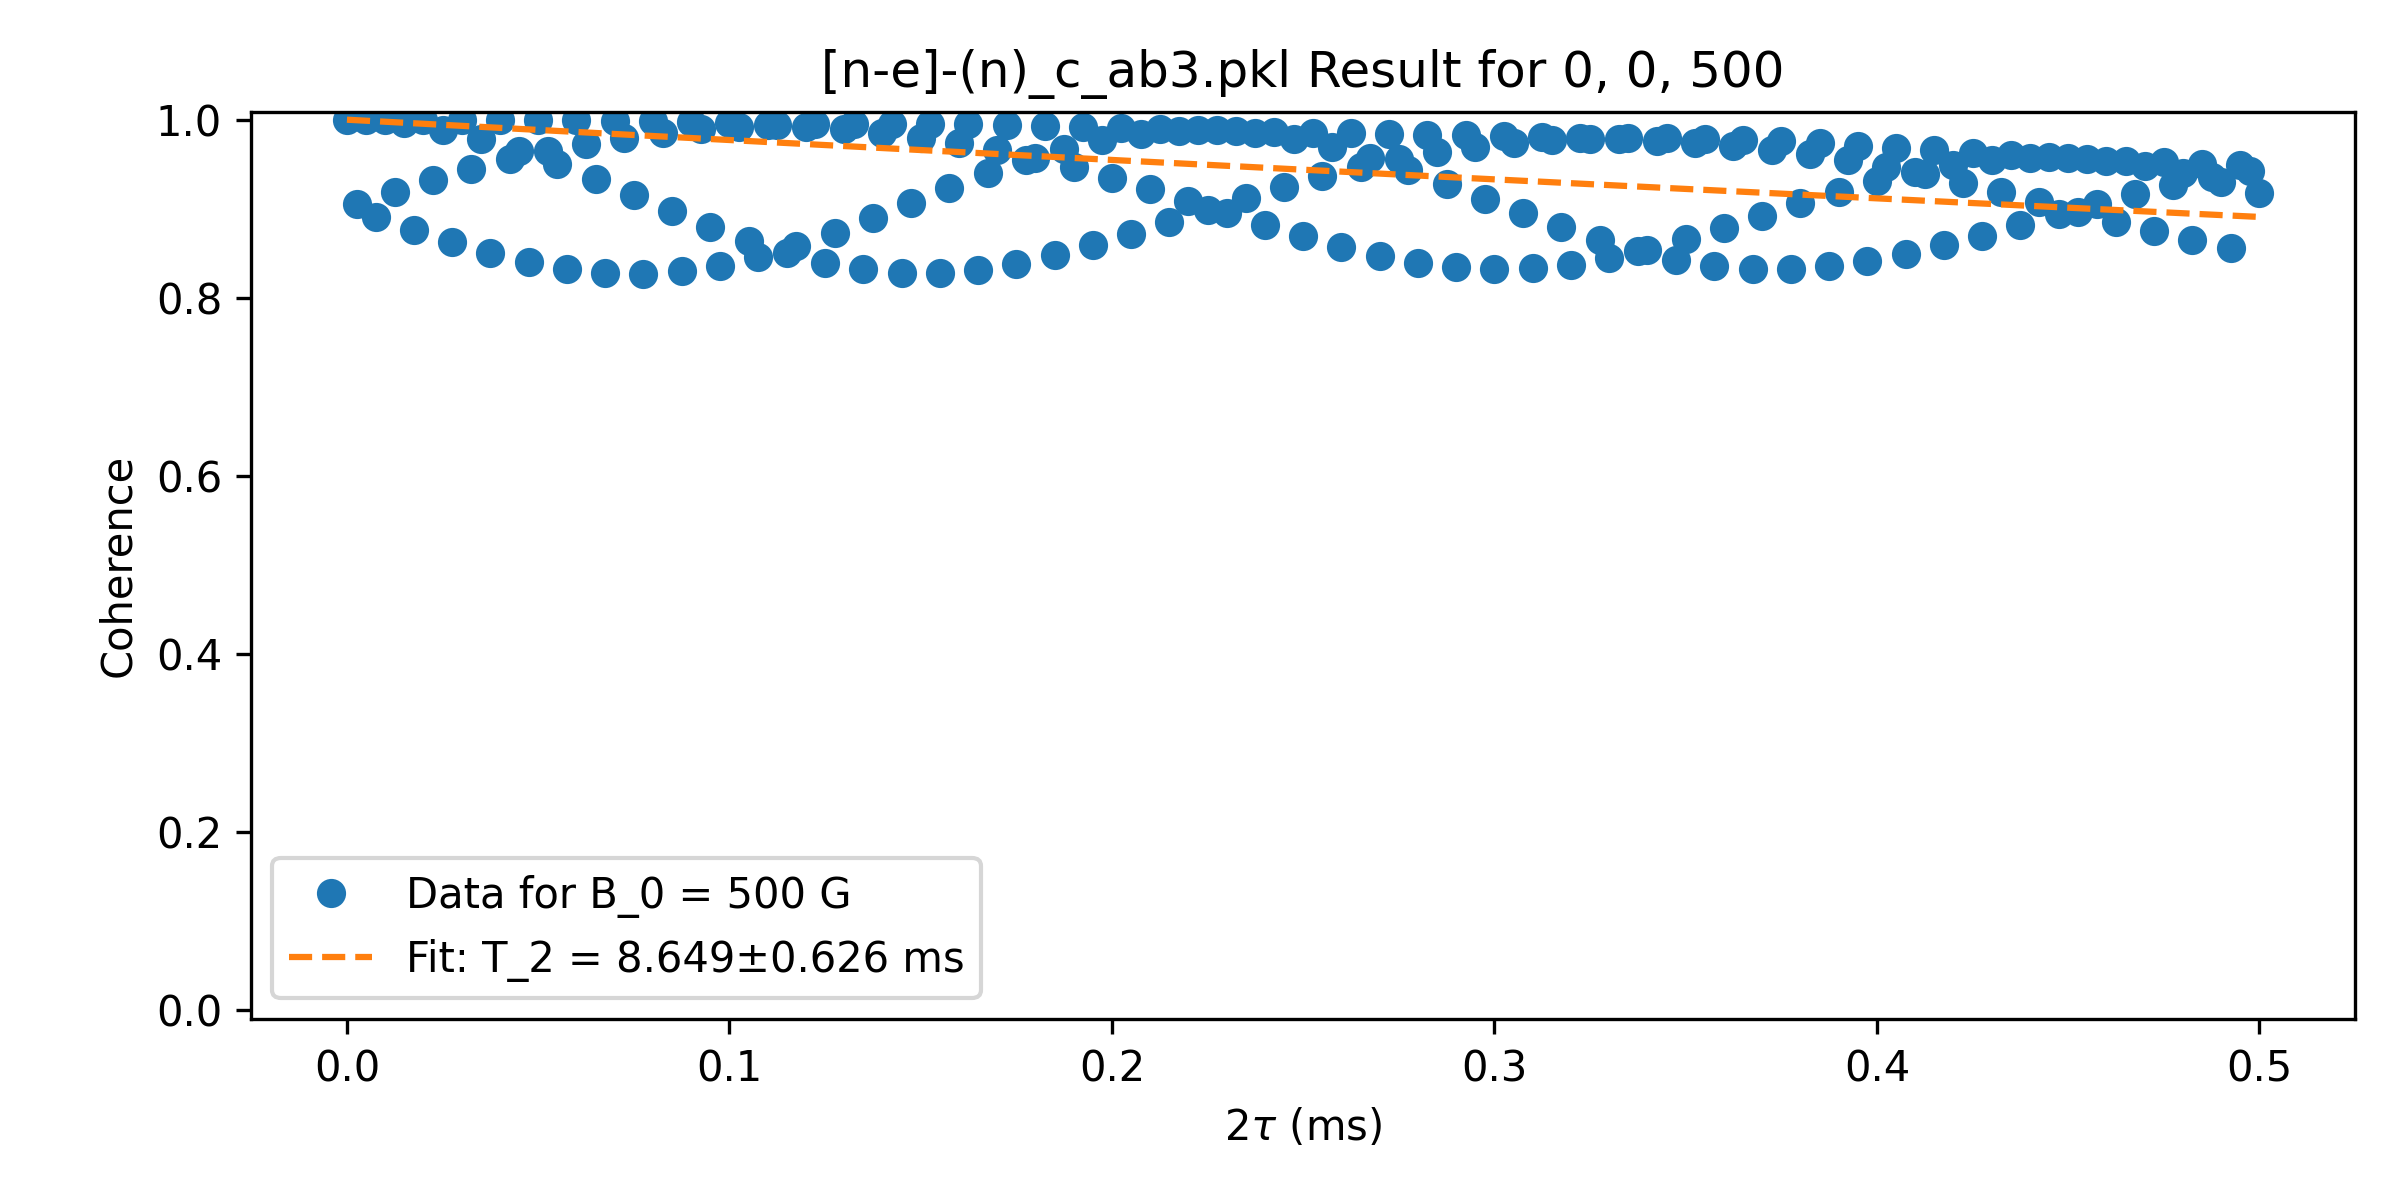 [n-e]-(n)_c_ab3.pkl Result for 0, 0, 500
Coherence
1.0
0.8
0.6
0.4
0.2
0.0
Data for B_0 = 500 G
Fit: T_2 = 8.649±0.626 ms
0.0 0.1 0.2 0.3 0.4 0.5
2τ (ms)